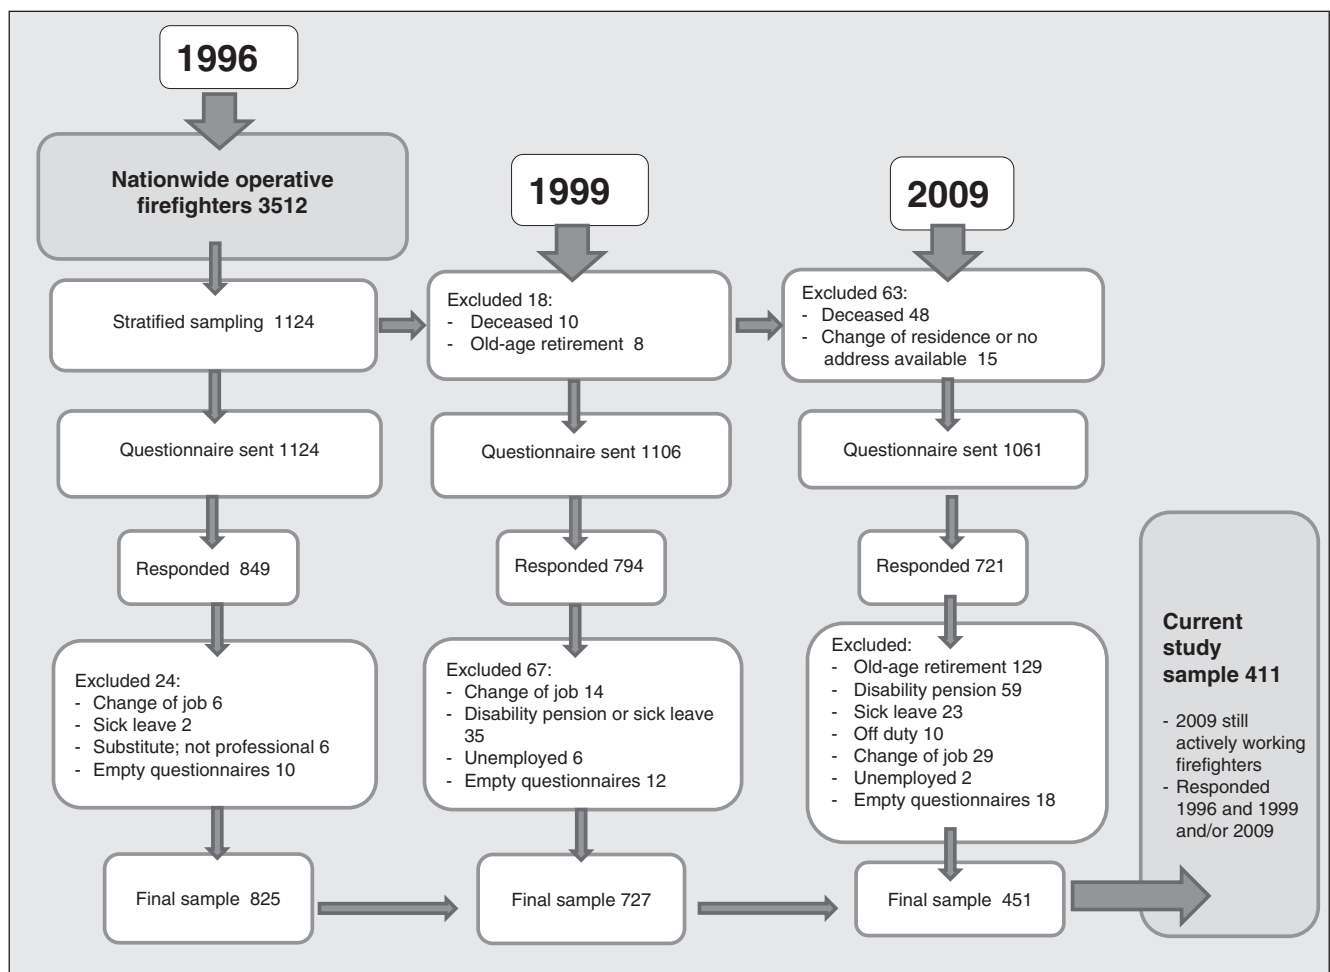 1996
Nationwide operative
firefighters 3512
Stratified sampling 1124
Questionnaire sent 1124
Responded 849
Excluded 24:
- Change of job 6
- Sick leave 2
- Substitute; not professional 6
- Empty questionnaires 10
Final sample 825
1999
Excluded 18:
- Deceased 10
- Old-age retirement 8
Questionnaire sent 1106
Responded 794
Excluded 67:
- Change of job 14
- Disability pension or sick leave
35
- Unemployed 6
- Empty questionnaires 12
Final sample 727
2009
Excluded 63:
- Deceased 48
- Change of residence or no
address available 15
Questionnaire sent 1061
Responded 721
Excluded:
- Old-age retirement 129
- Disability pension 59
- Sick leave 23
- Off duty 10
- Change of job 29
- Unemployed 2
- Empty questionnaires 18
Final sample 451
Current
study
sample 411
- 2009 still
actively working
firefighters
- Responded
1996 and 1999
and/or 2009